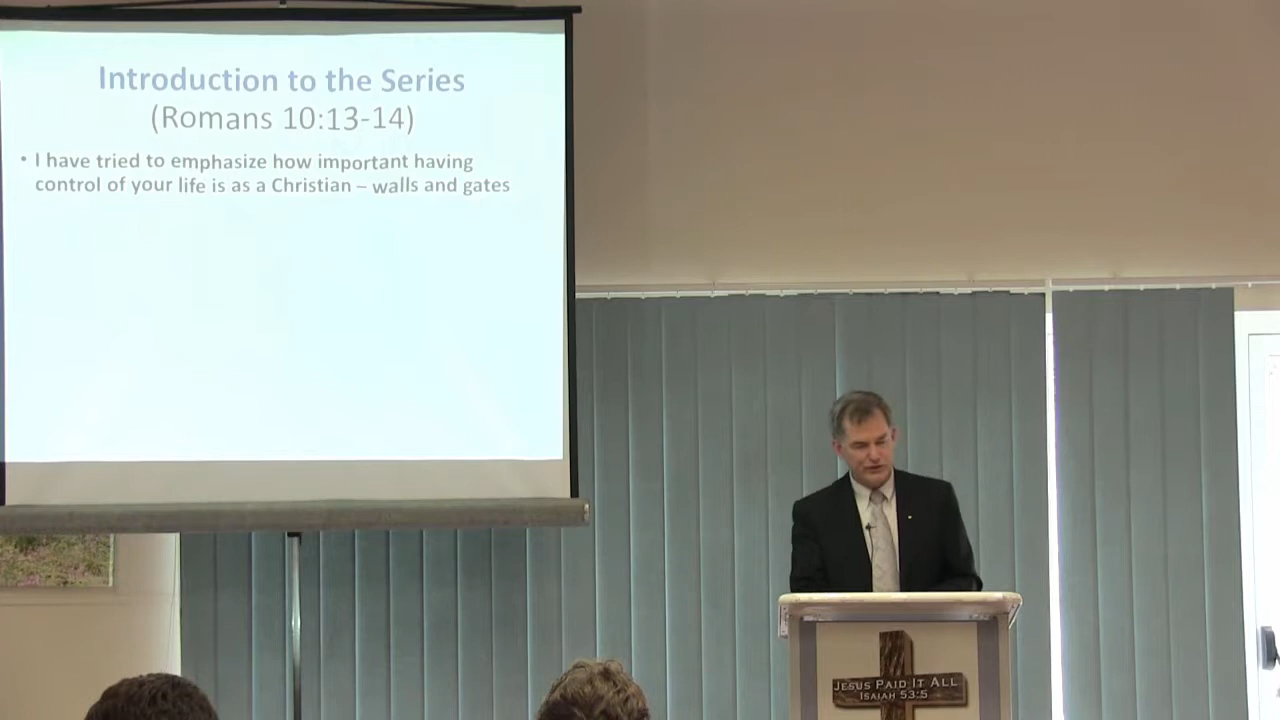 Introduction to the Series
(Romans 10:13-14)
• I have tried to emphasize how important having
control of your life is as a Christian – walls and gates
Jesus Paid It All
Isaiah 53:5